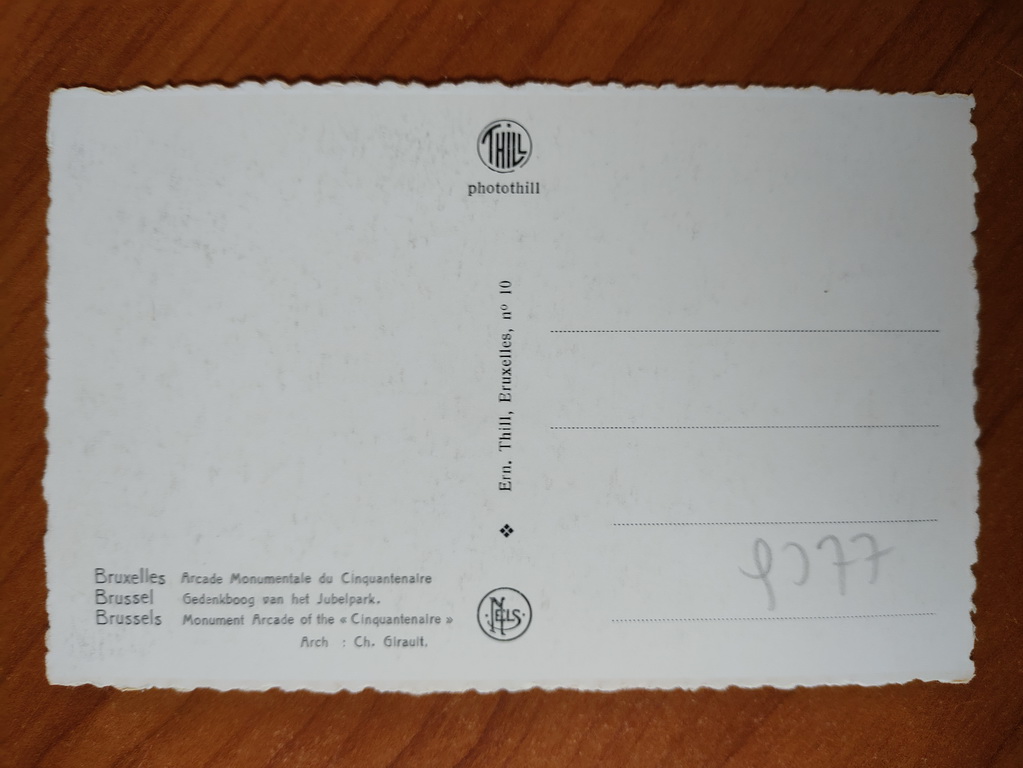 THILL
photothill
Ern. Thill, Bruxelles, nº 10
Bruxelles Arcade Monumentale du Cinquantenaire
Brussel Gedenkboog van het Jubelpark.
Brussels Monument Arcade of the « Cinquantenaire »
Arch : Ch. Girault.
NELS